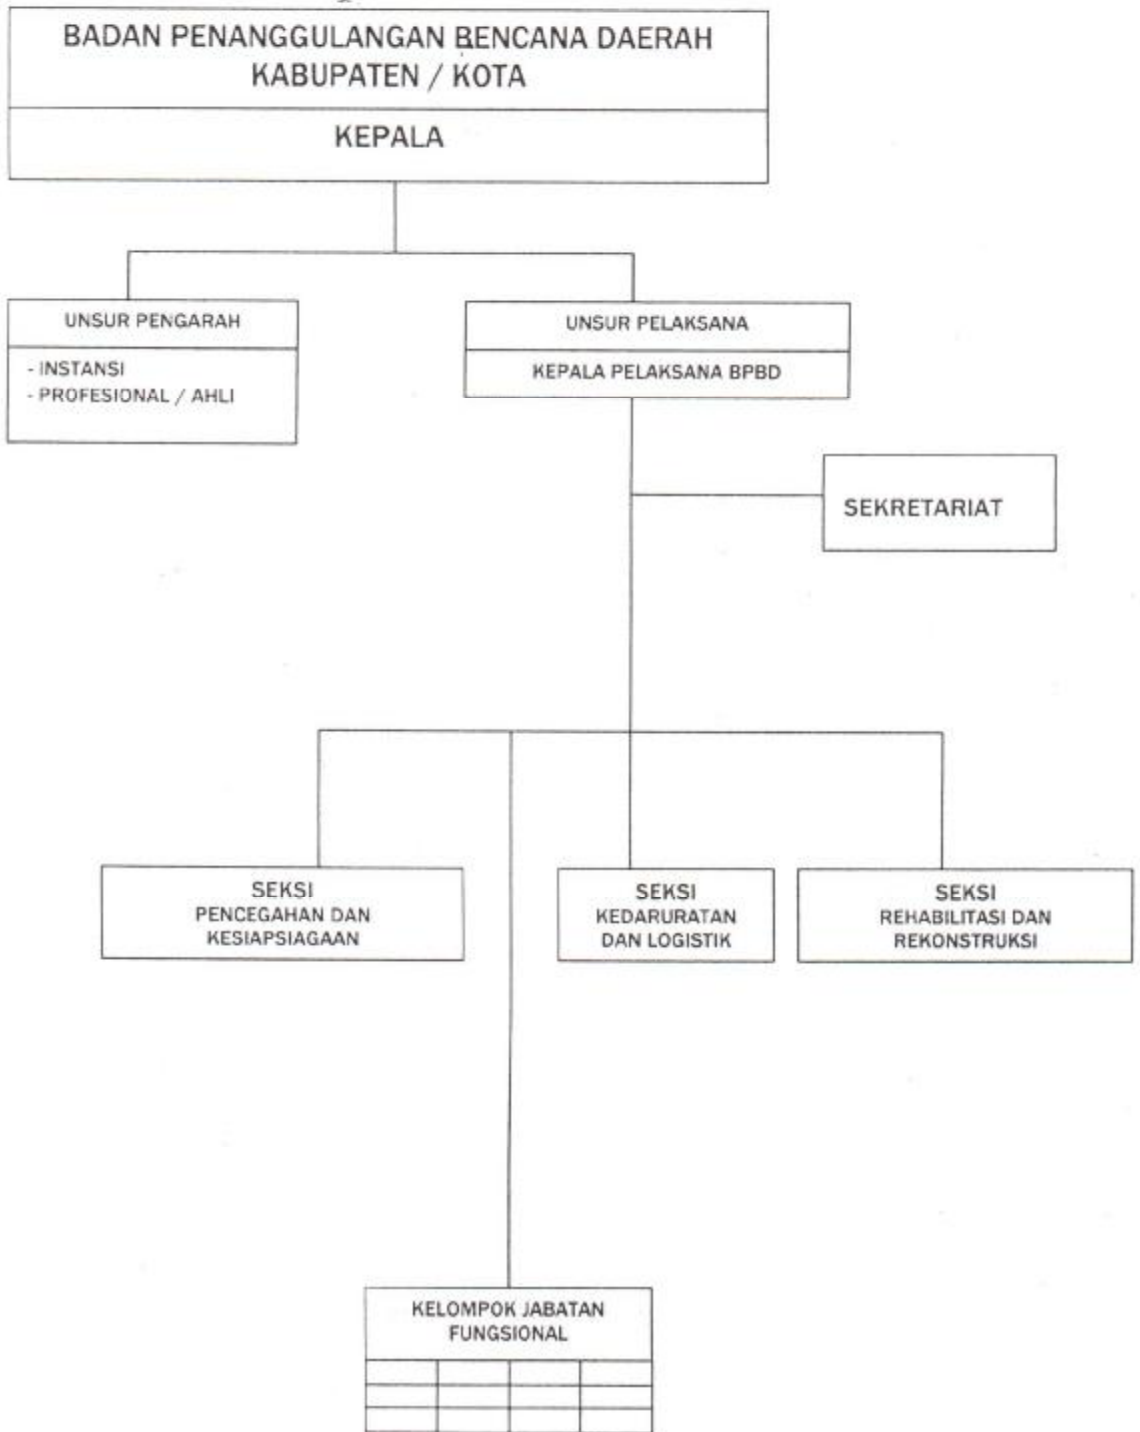 BADAN PENANGGULANGAN BENCANA DAERAH
KABUPATEN / KOTA
KEPALA
UNSUR PENGARAH
- INSTANSI
- PROFESIONAL / AHLI
UNSUR PELAKSANA
KEPALA PELAKSANA BPBD
SEKRETARIAT
SEKSI
PENCEGAHAN DAN
KESIAPSIAGAAN
SEKSI
KEDARURATAN
DAN LOGISTIK
SEKSI
REHABILITASI DAN
REKONSTRUKSI
KELOMPOK JABATAN
FUNGSIONAL